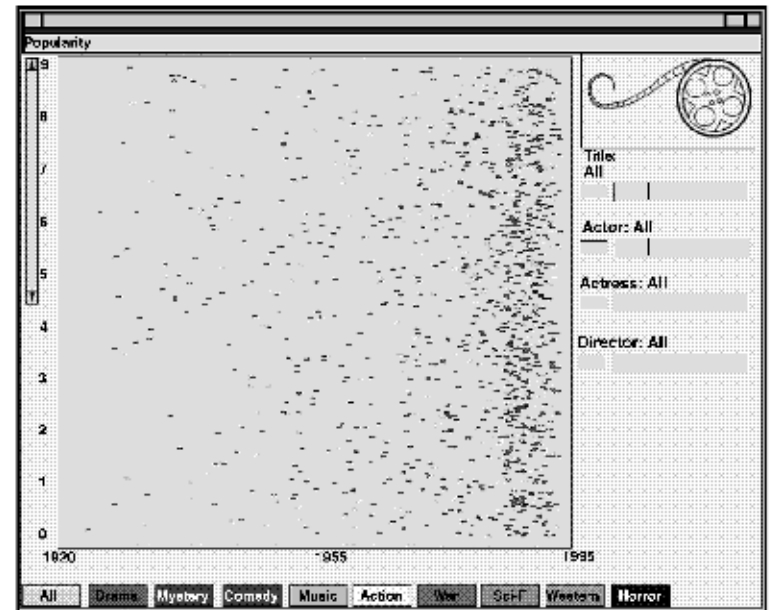 Popularity
9
8
7
6
5
4
3
2
1
0
1920 1955 1995
Title:
All
Actor: All
Actress: All
Director: All
All Drama Mystery Comedy Music Action War Sci-F Western Horror